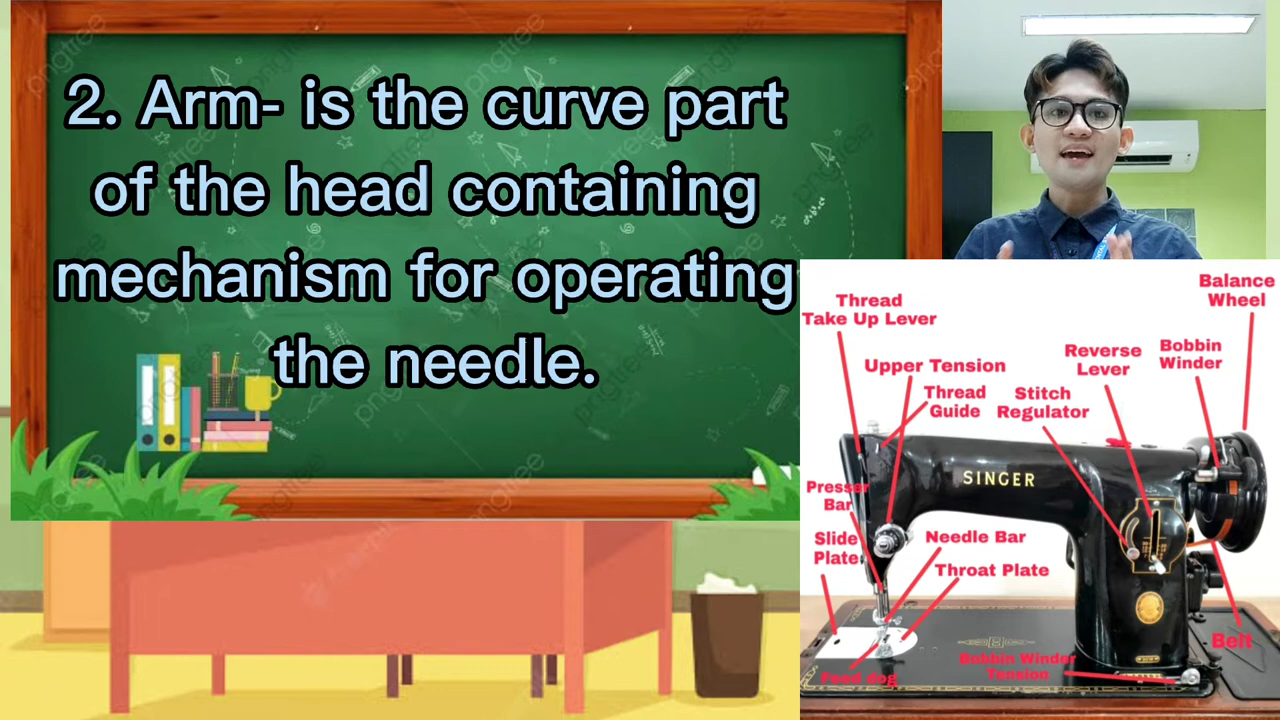 2. Arm- is the curve part
of the head containing
mechanism for operating
the needle.
Balance
Wheel
Thread
Take Up Lever
Reverse
Lever
Bobbin
Winder
Upper Tension
Thread
Guide
Stitch
Regulator
SINGER
Presser
Bar
Slide
Plate
Needle Bar
Throat Plate
Belt
Bobbin Winder
Tension
Feed dog
pngtree